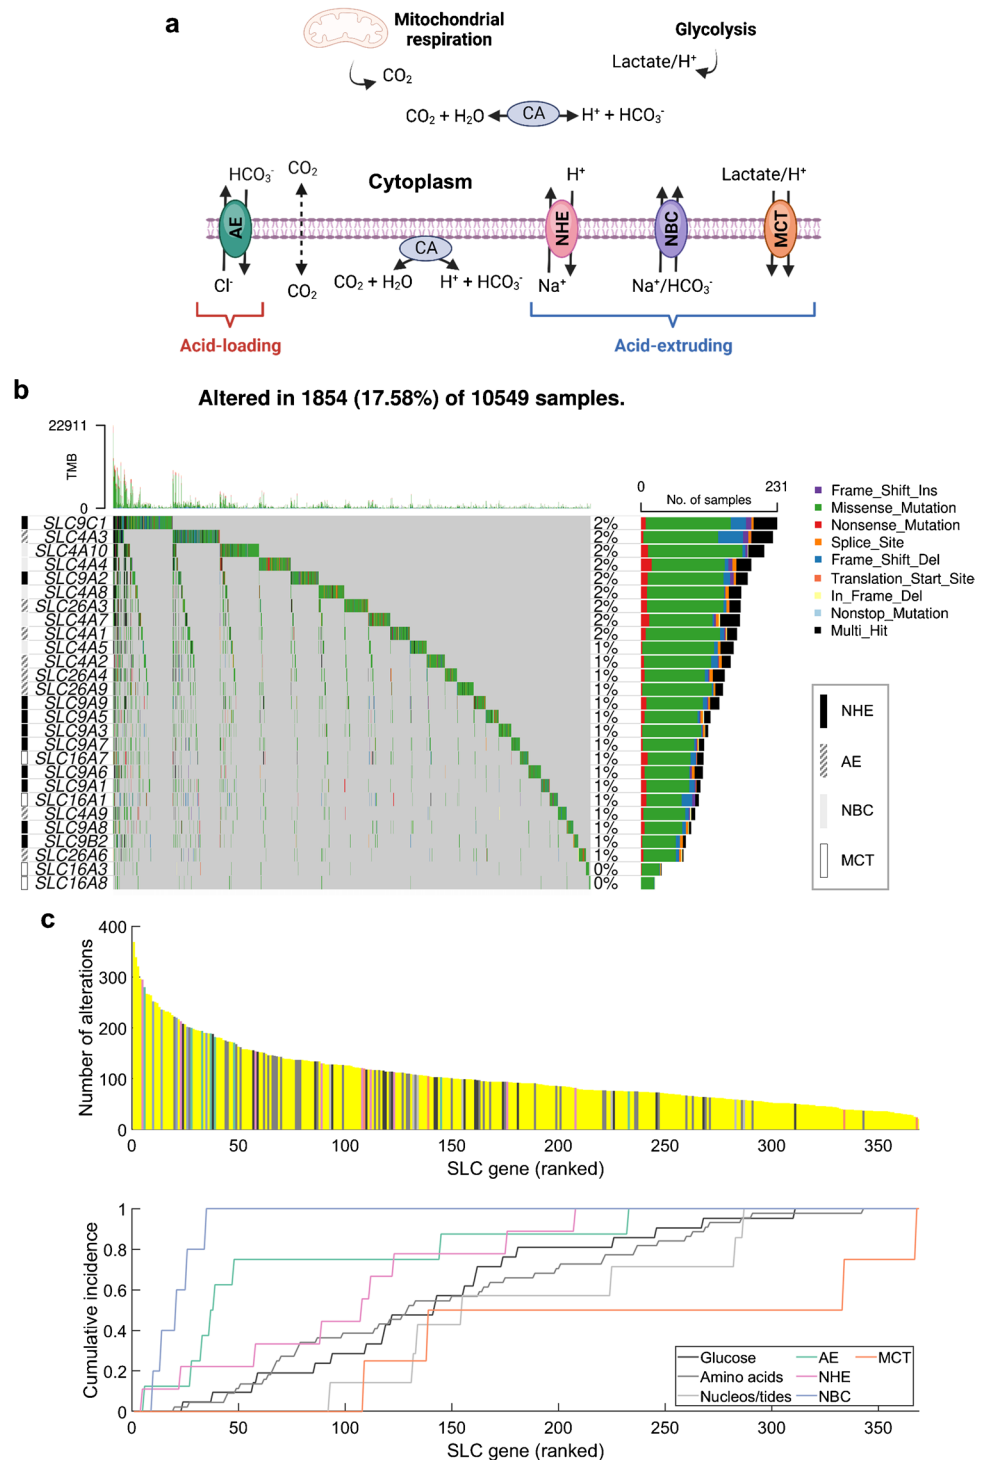 a
Mitochondrial
respiration
Glycolysis
Lactate/H⁺
CO₂
CO₂ + H₂O
CA
H⁺ + HCO₃⁻
HCO₃⁻
CO₂
Cytoplasm
H⁺
Lactate/H⁺
AE
CA
NHE
NBC
MCT
Cl⁻
CO₂
CO₂ + H₂O
H⁺ + HCO₃⁻
Na⁺
Na⁺/HCO₃⁻
Acid-loading
Acid-extruding
b
Altered in 1854 (17.58%) of 10549 samples.
22911
TMB
0
0
231
No. of samples
SLC9C1 2%
SLC4A3 2%
SLC4A10 2%
SLC4A4 2%
SLC9A2 2%
SLC4A8 2%
SLC26A3 2%
SLC4A7 2%
SLC4A1 2%
SLC4A5 1%
SLC4A2 1%
SLC26A4 1%
SLC26A9 1%
SLC9A9 1%
SLC9A5 1%
SLC9A3 1%
SLC9A7 1%
SLC16A7 1%
SLC9A6 1%
SLC9A1 1%
SLC16A1 1%
SLC4A9 1%
SLC9A8 1%
SLC9B2 1%
SLC26A6 1%
SLC16A3 0%
SLC16A8 0%
Frame_Shift_Ins
Missense_Mutation
Nonsense_Mutation
Splice_Site
Frame_Shift_Del
Translation_Start_Site
In_Frame_Del
Nonstop_Mutation
Multi_Hit
NHE
AE
NBC
MCT
c
Number of alterations
400
300
200
100
0
0 50 100 150 200 250 300 350
SLC gene (ranked)
Cumulative incidence
1
0.8
0.6
0.4
0.2
0
Glucose AE MCT
Amino acids NHE
Nucleos/tides NBC
0 50 100 150 200 250 300 350
SLC gene (ranked)